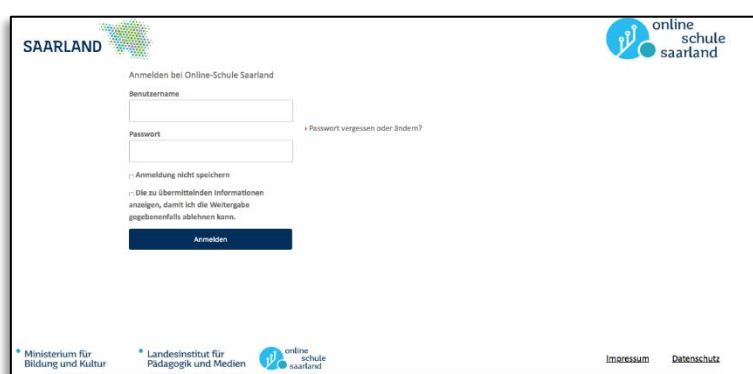 SAARLAND
online
schule
saarland
Anmelden bei Online-Schule Saarland
Benutzername
Passwort
› Passwort vergessen oder ändern?
Anmeldung nicht speichern
Die zu übermittelnden Informationen
anzeigen, damit ich die Weitergabe
gegebenenfalls ablehnen kann.
Anmelden
Ministerium für
Bildung und Kultur
Landesinstitut für
Pädagogik und Medien
online
schule
saarland
Impressum
Datenschutz